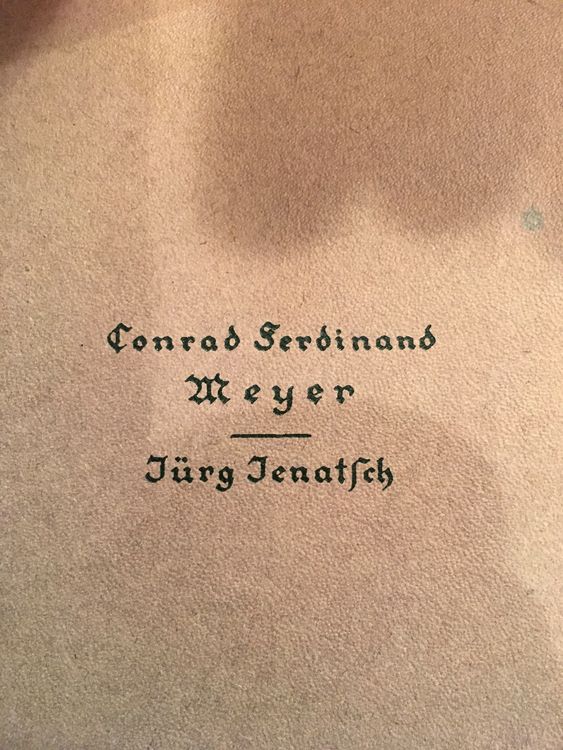 Conrad Ferdinand
Meyer
Jürg Jenatſch